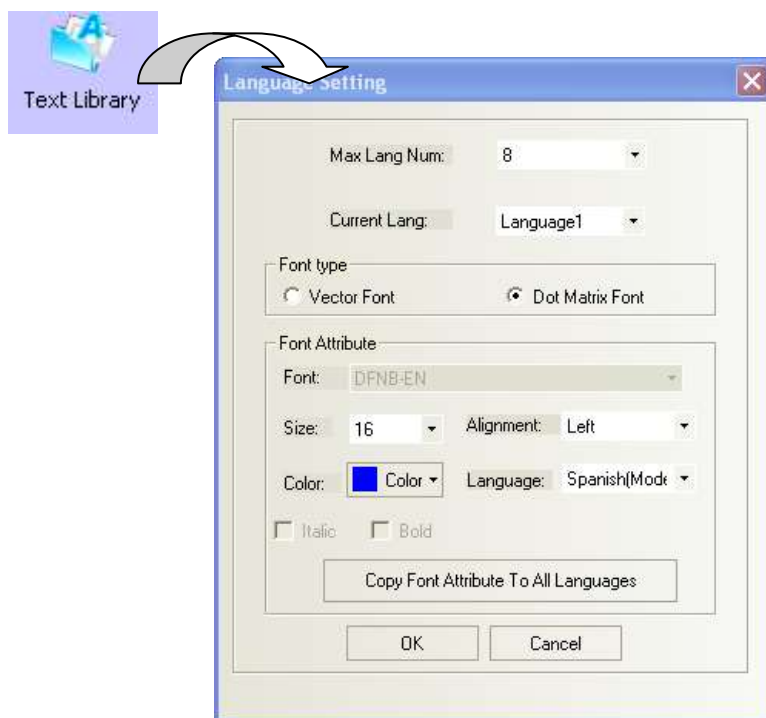 Text Library
Language Setting
Max Lang Num: 8
Current Lang: Language1
Font type
Vector Font Dot Matrix Font
Font Attribute
Font: DFNB-EN
Size: 16 Alignment: Left
Color: Color Language: Spanish(Mode
Italic Bold
Copy Font Attribute To All Languages
OK Cancel